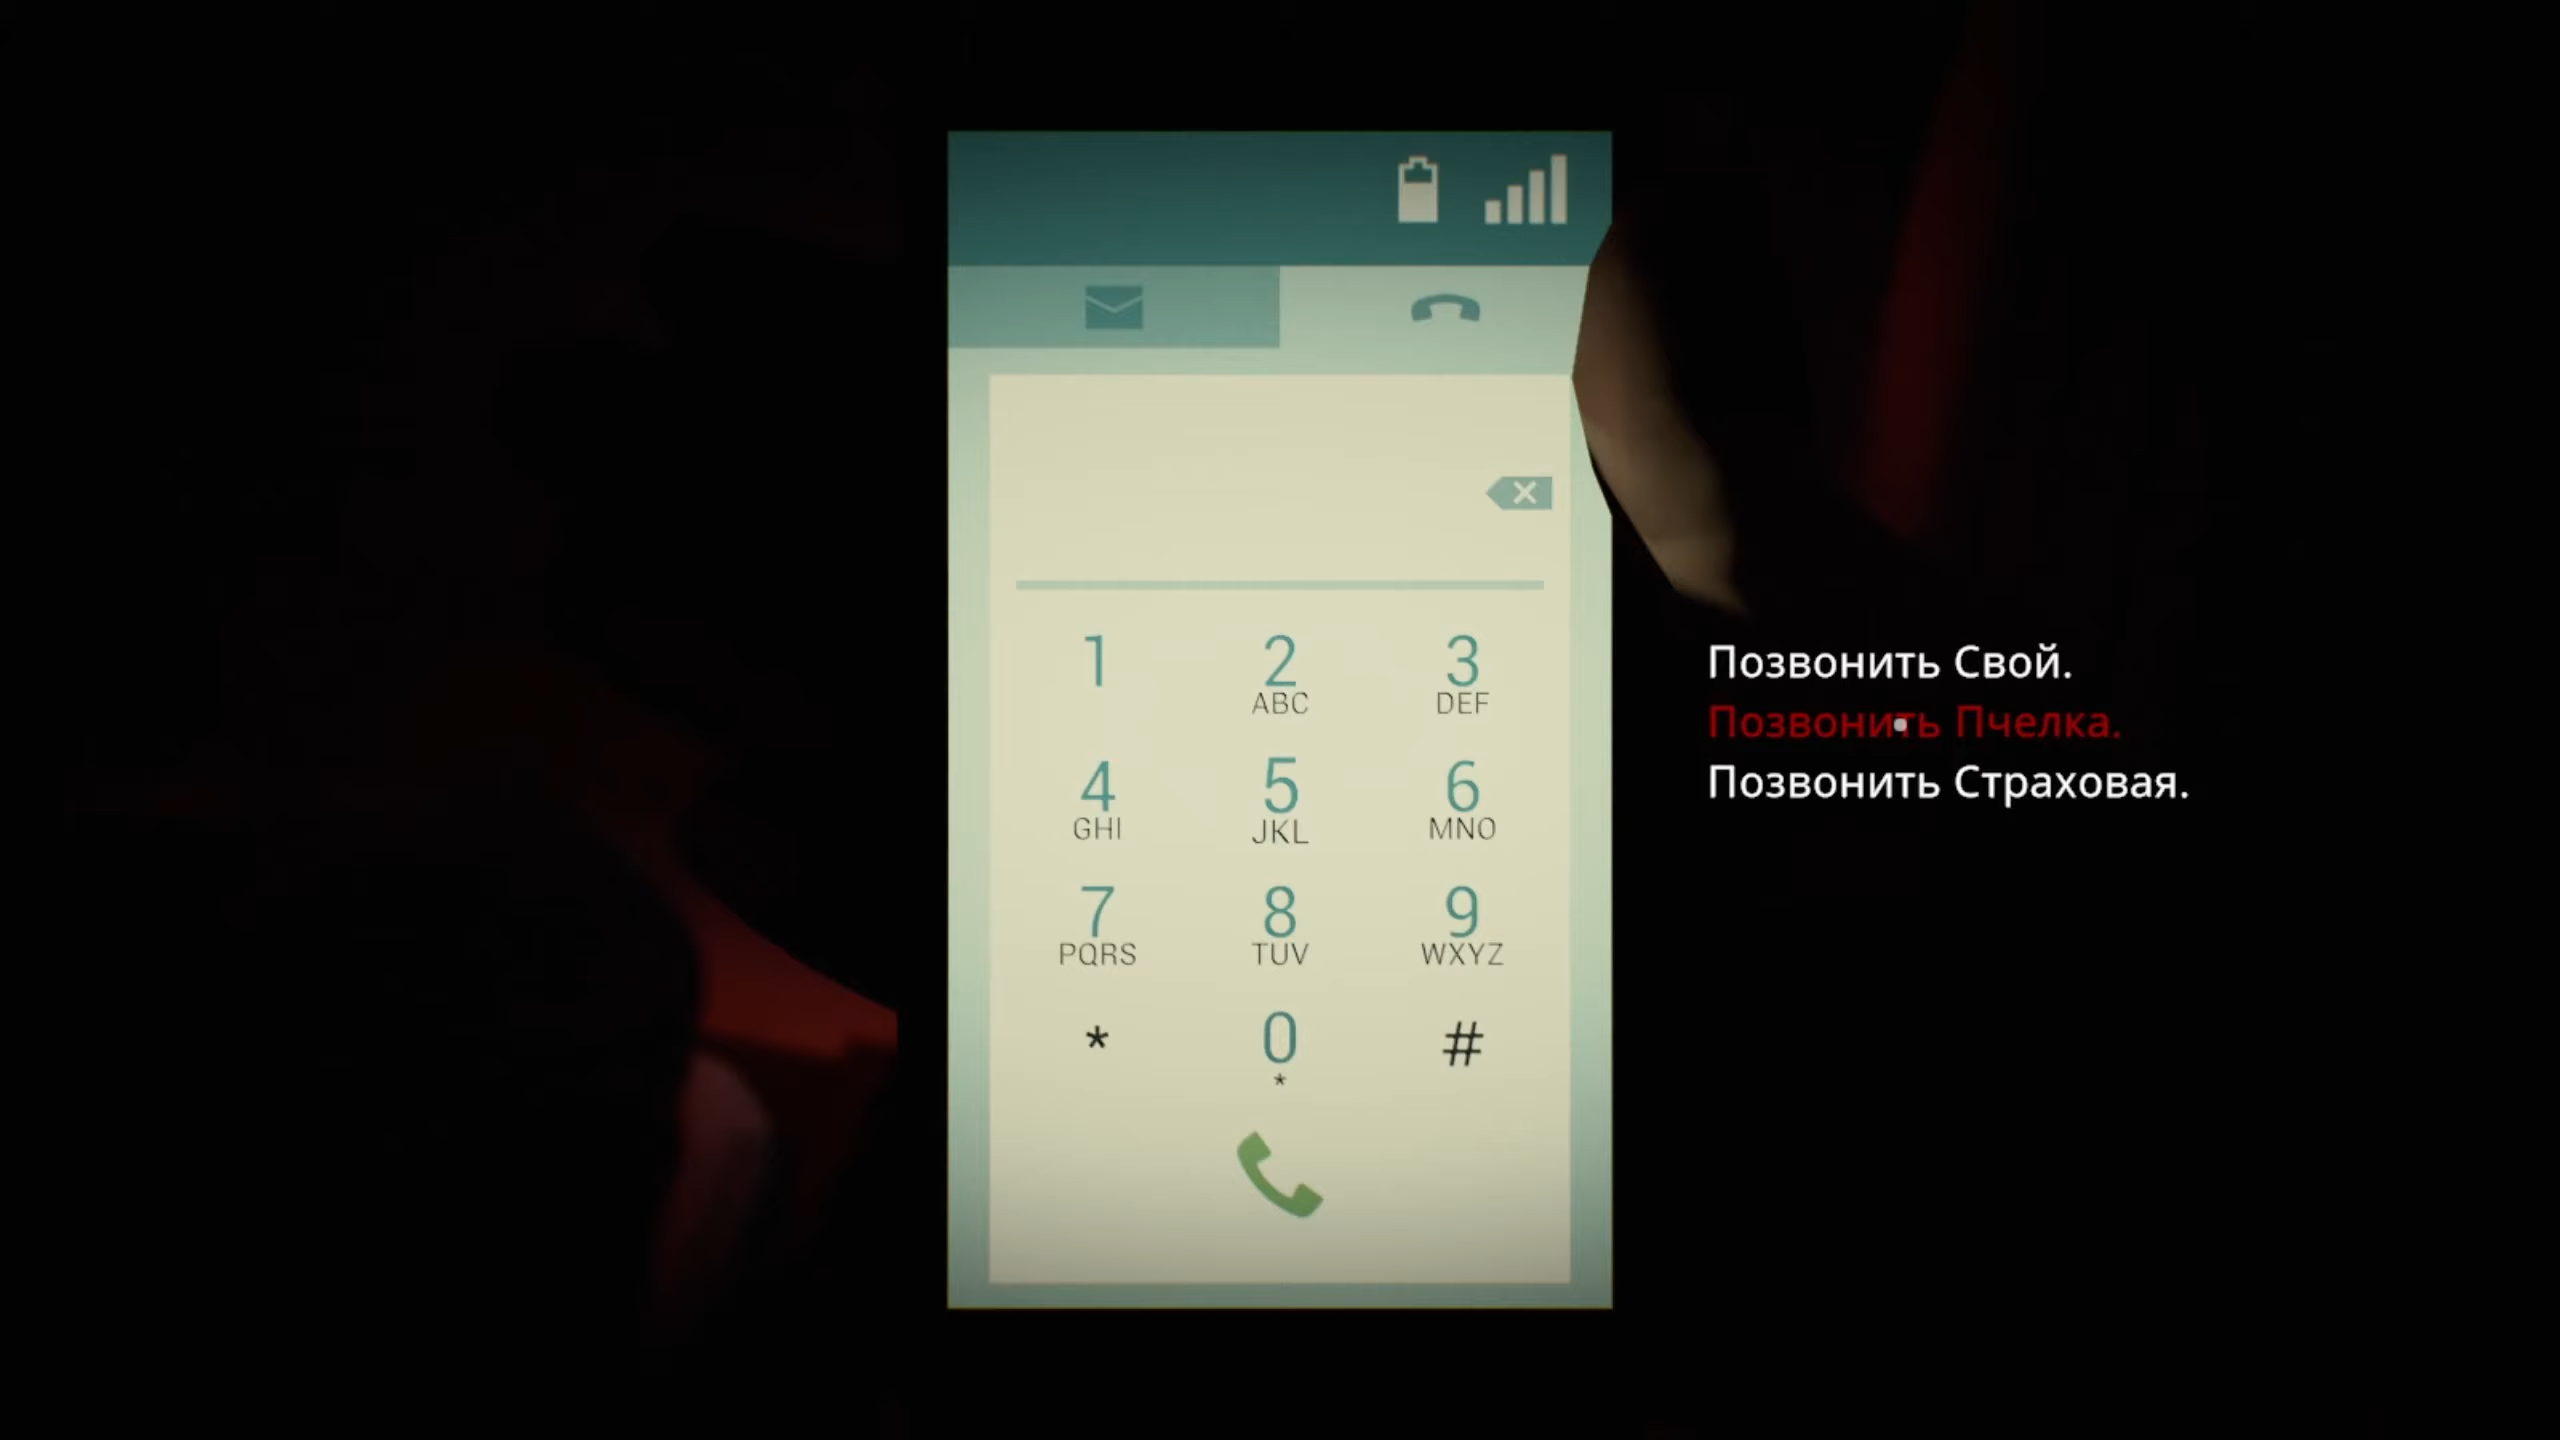 1 2 3
ABC DEF
4 5 6
GHI JKL MNO
7 8 9
PQRS TUV WXYZ
* 0 #
*
Позвонить Свой.
Позвонить Пчелка.
Позвонить Страховая.